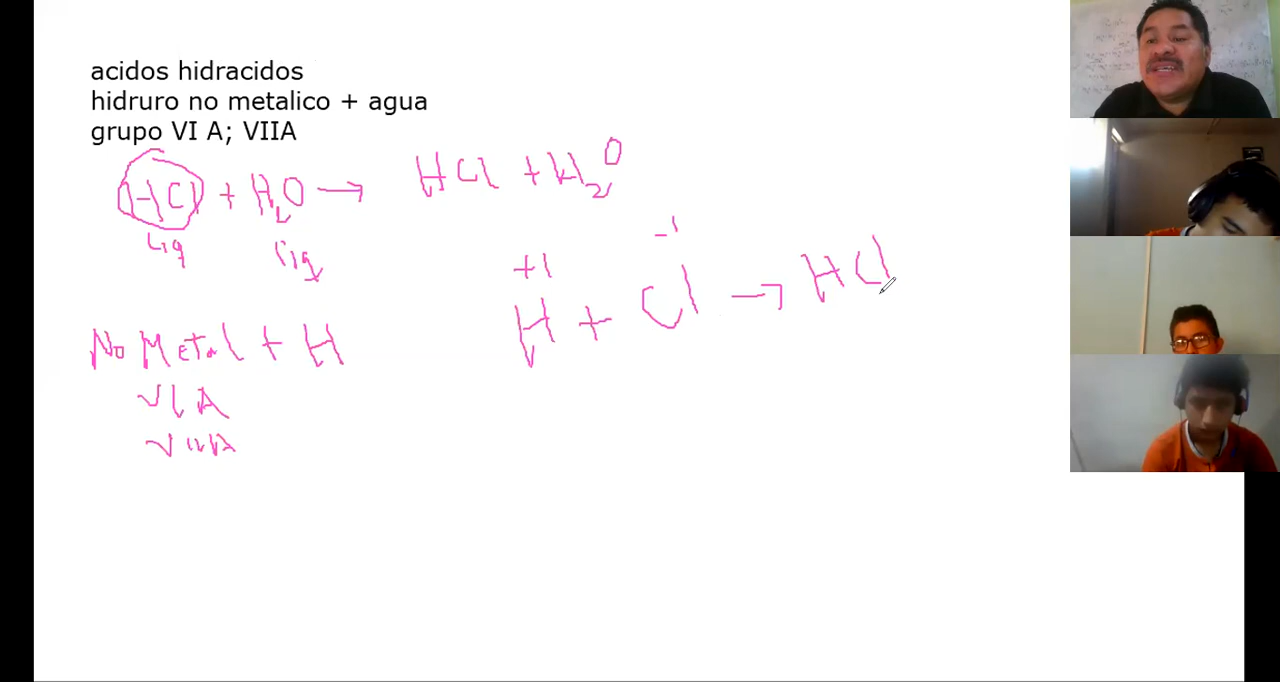 acidos hidracidos
hidruro no metalico + agua
grupo VI A; VIIA
HCl + H₂O → HCl + H₂O
Liq liq
+1 -1
H + Cl → HCl
No Metal + H
VIA
VIIA